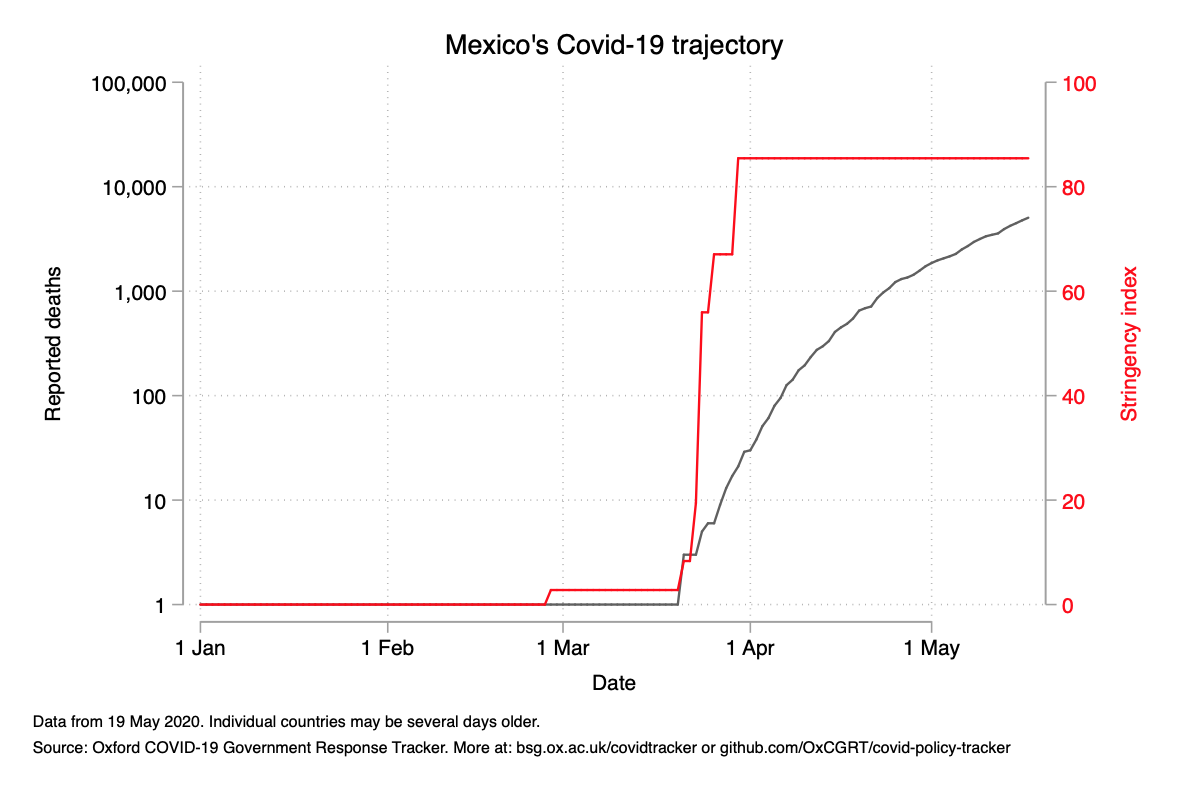 Mexico's Covid-19 trajectory
100,000
10,000
1,000
100
10
1
Reported deaths
100
80
60
40
20
0
Stringency index
1 Jan
1 Feb
1 Mar
1 Apr
1 May
Date
Data from 19 May 2020. Individual countries may be several days older.
Source: Oxford COVID-19 Government Response Tracker. More at: bsg.ox.ac.uk/covidtracker or github.com/OxCGRT/covid-policy-tracker